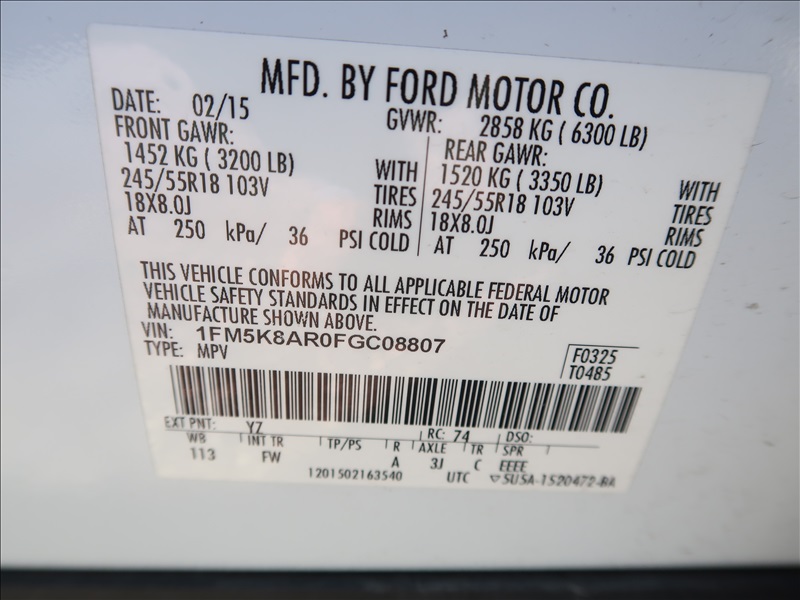 MFD. BY FORD MOTOR CO.
DATE: 02/15 GVWR: 2858 KG ( 6300 LB)
FRONT GAWR: REAR GAWR:
1452 KG ( 3200 LB) WITH 1520 KG ( 3350 LB) WITH
245/55R18 103V TIRES 245/55R18 103V TIRES
18X8.0J RIMS 18X8.0J RIMS
AT 250 kPa/ 36 PSI COLD AT 250 kPa/ 36 PSI COLD
THIS VEHICLE CONFORMS TO ALL APPLICABLE FEDERAL MOTOR
VEHICLE SAFETY STANDARDS IN EFFECT ON THE DATE OF
MANUFACTURE SHOWN ABOVE.
VIN: 1FM5K8AR0FGC08807
TYPE: MPV
F0325
T0485
EXT PNT: YZ RC: 74 DSO:
WB INT TR TP/PS R AXLE TR SPR
113 FW A 3J C EEEE
1201502163540 UTC ▽5USA-1520472-BA